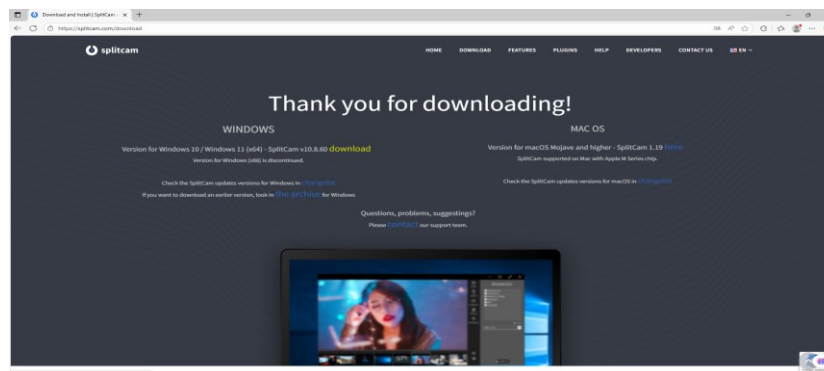 Download and Install | SplitCam -
https://splitcam.com/download
splitcam
HOME DOWNLOAD FEATURES PLUGINS HELP DEVELOPERS CONTACT US EN
Thank you for downloading!
WINDOWS
Version for Windows 10 / Windows 11 (x64) - SplitCam v10.8.60 download
Version for Windows (x86) is discontinued.
Check the SplitCam updates versions for Windows in changelist
If you want to download an earlier version, look in the archive for Windows
MAC OS
Version for macOS Mojave and higher - SplitCam 1.19 here
SplitCam supported on Mac with Apple M Series chip.
Check the SplitCam updates versions for macOS in changelist
Questions, problems, suggestings?
Please contact our support team.